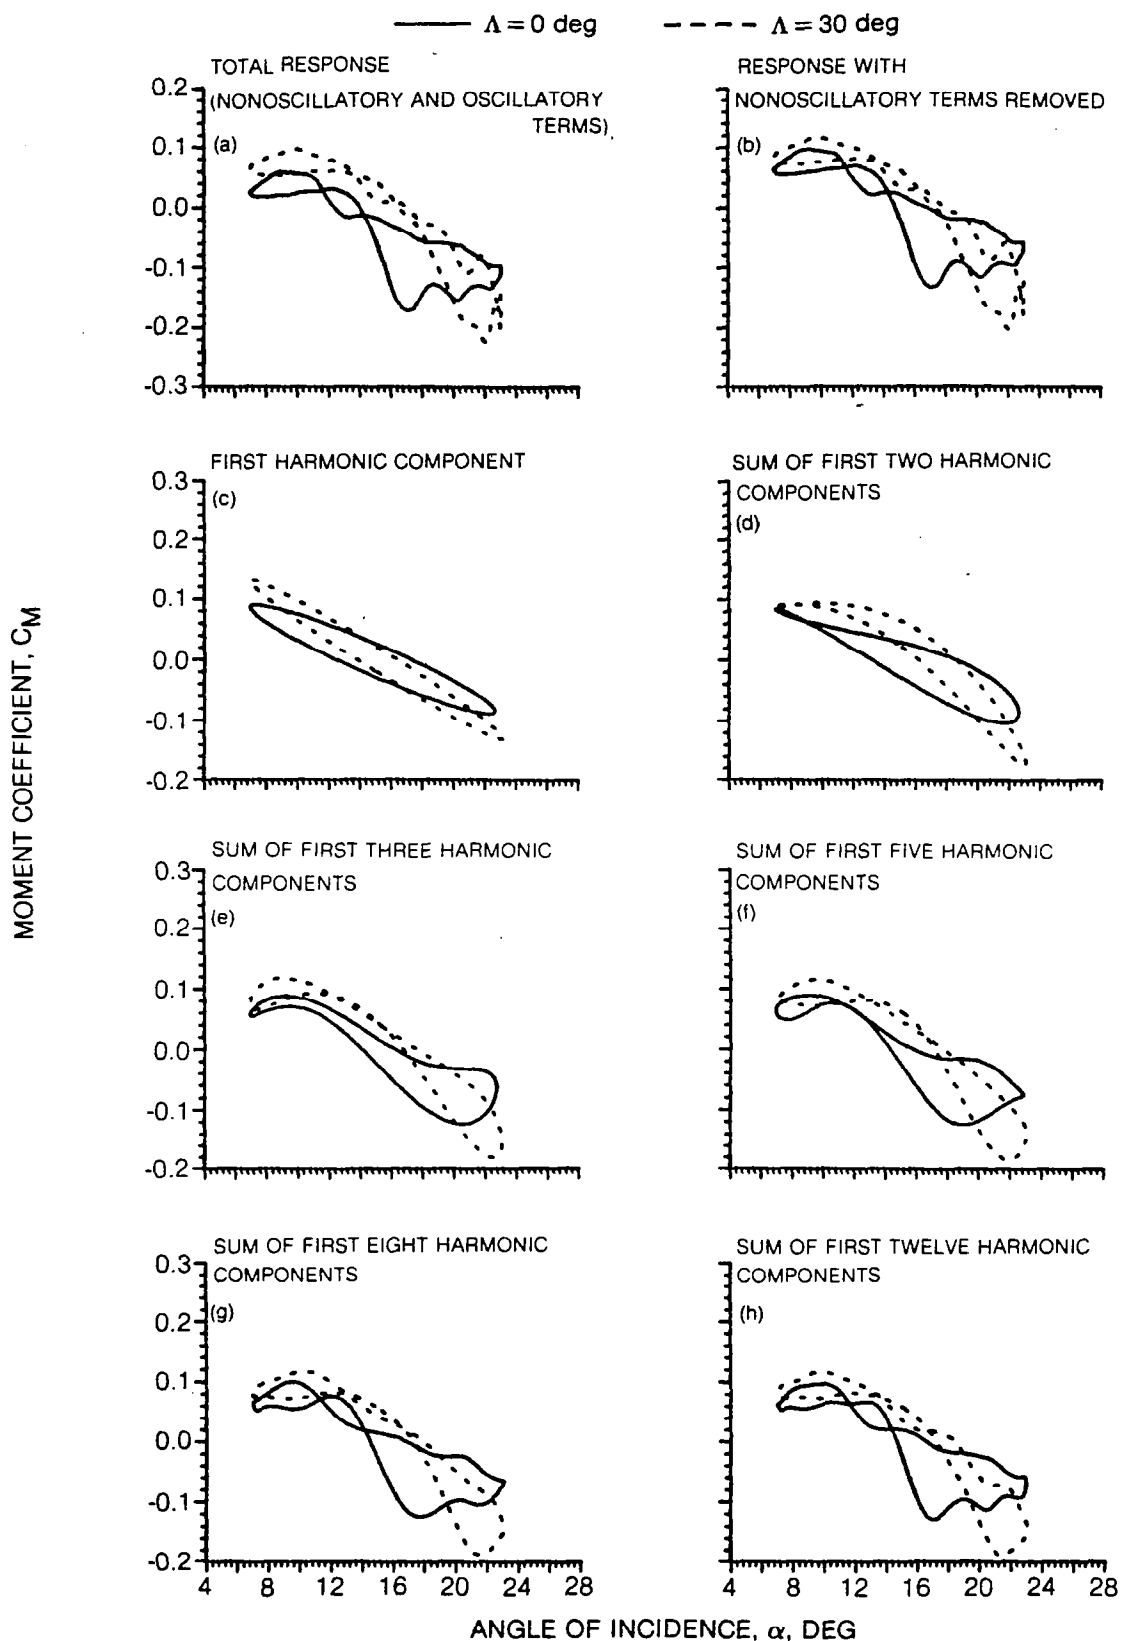 Λ = 0 deg
Λ = 30 deg
TOTAL RESPONSE
(NONOSCILLATORY AND OSCILLATORY
TERMS)
(a)
0.2
0.1
0.0
-0.1
-0.2
-0.3
RESPONSE WITH
NONOSCILLATORY TERMS REMOVED
(b)
FIRST HARMONIC COMPONENT
(c)
0.3
0.2
0.1
0.0
-0.1
-0.2
SUM OF FIRST TWO HARMONIC
COMPONENTS
(d)
MOMENT COEFFICIENT, CM
SUM OF FIRST THREE HARMONIC
COMPONENTS
(e)
0.3
0.2
0.1
0.0
-0.1
-0.2
SUM OF FIRST FIVE HARMONIC
COMPONENTS
(f)
SUM OF FIRST EIGHT HARMONIC
COMPONENTS
(g)
0.3
0.2
0.1
0.0
-0.1
-0.2
4 8 12 16 20 24 28
SUM OF FIRST TWELVE HARMONIC
COMPONENTS
(h)
4 8 12 16 20 24 28
ANGLE OF INCIDENCE, α, DEG